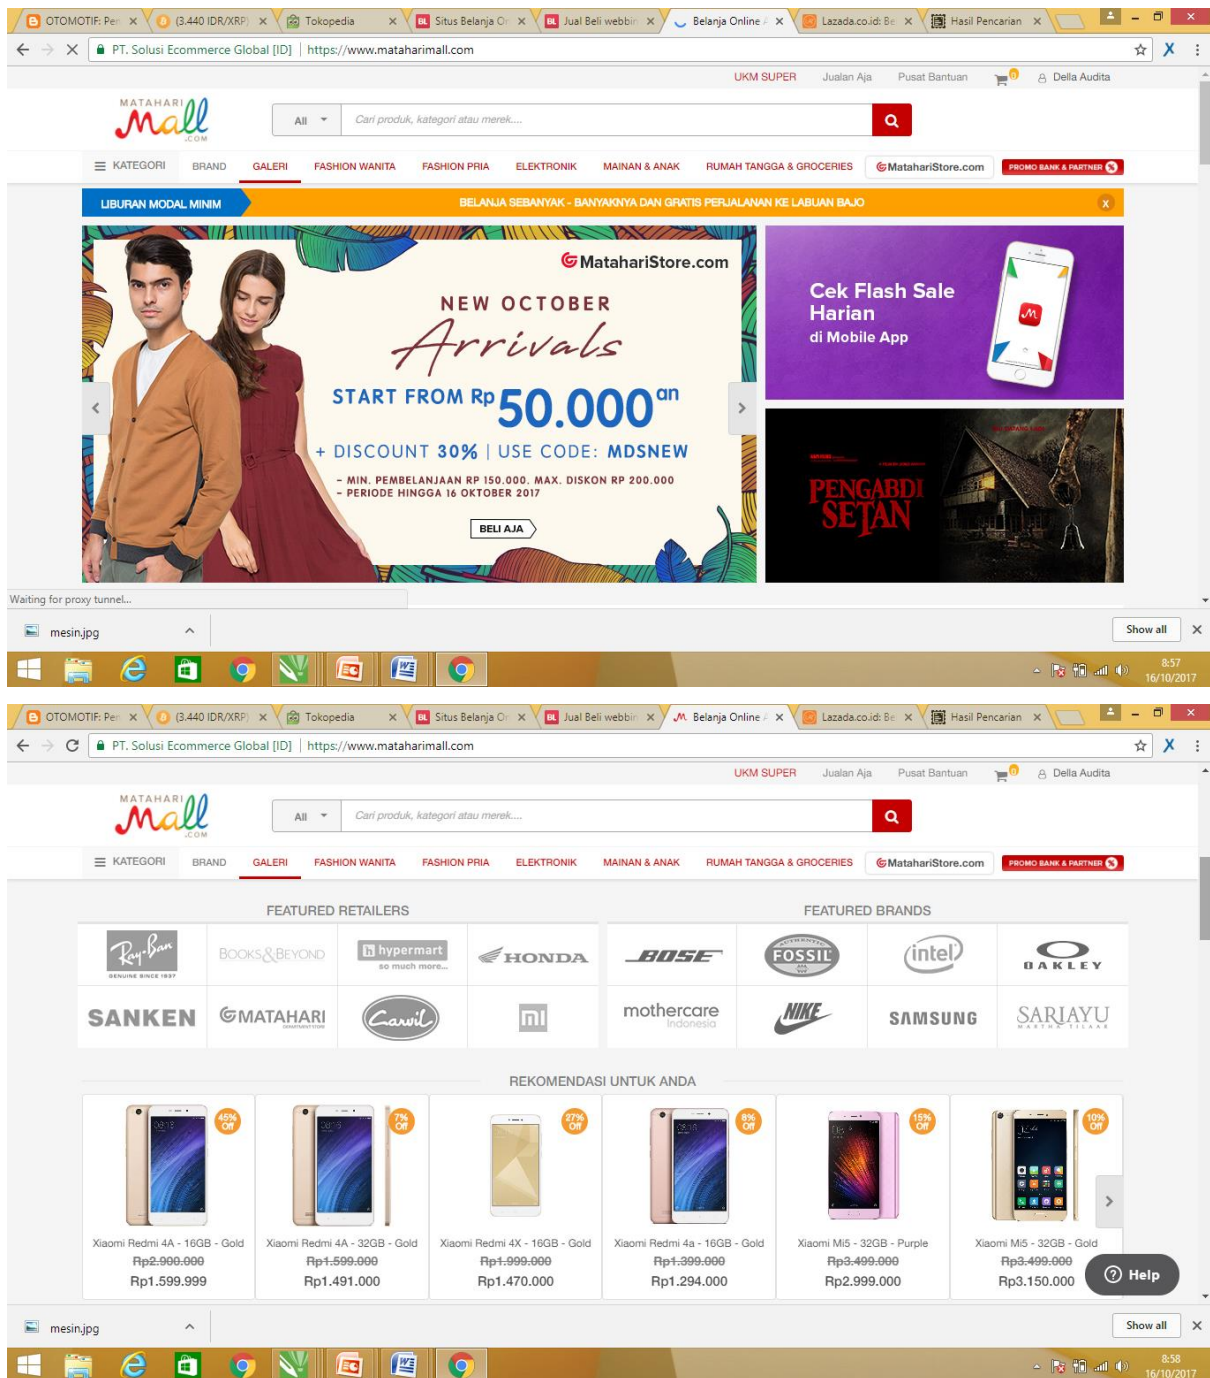 OTOMOTIF: Per
(3.440 IDR/XRP)
Tokopedia
Situs Belanja Or
Jual Beli webbin
Belanja Online A
Lazada.co.id: Be
Hasil Pencarian
PT. Solusi Ecommerce Global [ID] https://www.mataharimall.com
UKM SUPER Jualan Aja Pusat Bantuan 0 Della Audita
MATAHARI
Mall
.COM
All Cari produk, kategori atau merek....
KATEGORI BRAND GALERI FASHION WANITA FASHION PRIA ELEKTRONIK MAINAN & ANAK RUMAH TANGGA & GROCERIES MatahariStore.com PROMO BANK & PARTNER
LIBURAN MODAL MINIM BELANJA SEBANYAK - BANYAKNYA DAN GRATIS PERJALANAN KE LABUAN BAJO x
MatahariStore.com
NEW OCTOBER
Arrivals
START FROM Rp 50.000 an
+ DISCOUNT 30% | USE CODE: MDSNEW
- MIN. PEMBELANJAAN RP 150.000. MAX. DISKON RP 200.000
- PERIODE HINGGA 16 OKTOBER 2017
BELI AJA
Cek Flash Sale
Harian
di Mobile App
PENGABDI
SETAN
Waiting for proxy tunnel...
mesin.jpg Show all
8:57
16/10/2017
OTOMOTIF: Per
(3.440 IDR/XRP)
Tokopedia
Situs Belanja Or
Jual Beli webbin
Belanja Online A
Lazada.co.id: Be
Hasil Pencarian
PT. Solusi Ecommerce Global [ID] https://www.mataharimall.com
UKM SUPER Jualan Aja Pusat Bantuan 0 Della Audita
MATAHARI
Mall
.COM
All Cari produk, kategori atau merek....
KATEGORI BRAND GALERI FASHION WANITA FASHION PRIA ELEKTRONIK MAINAN & ANAK RUMAH TANGGA & GROCERIES MatahariStore.com PROMO BANK & PARTNER
FEATURED RETAILERS FEATURED BRANDS
Ray-Ban BOOKS&BEYOND hypermart HONDA BOSE AUTHENTIC FOSSIL intel OAKLEY
GENUINE SINCE 1937 so much more...
SANKEN MATAHARI Carvil mi mothercare NIKE SAMSUNG SARIAYU
DEPARTMENT STORE Indonesia MARTHA TILAAR
REKOMENDASI UNTUK ANDA
45% Off 7% Off 27% Off 8% Off 15% Off 10% Off
Xiaomi Redmi 4A - 16GB - Gold Xiaomi Redmi 4A - 32GB - Gold Xiaomi Redmi 4X - 16GB - Gold Xiaomi Redmi 4a - 16GB - Gold Xiaomi Mi5 - 32GB - Purple Xiaomi Mi5 - 32GB - Gold
Rp2.900.000 Rp1.599.000 Rp1.999.000 Rp1.399.000 Rp3.499.000 Rp3.499.000
Rp1.599.999 Rp1.491.000 Rp1.470.000 Rp1.294.000 Rp2.999.000 Rp3.150.000
Help
mesin.jpg Show all
8:58
16/10/2017